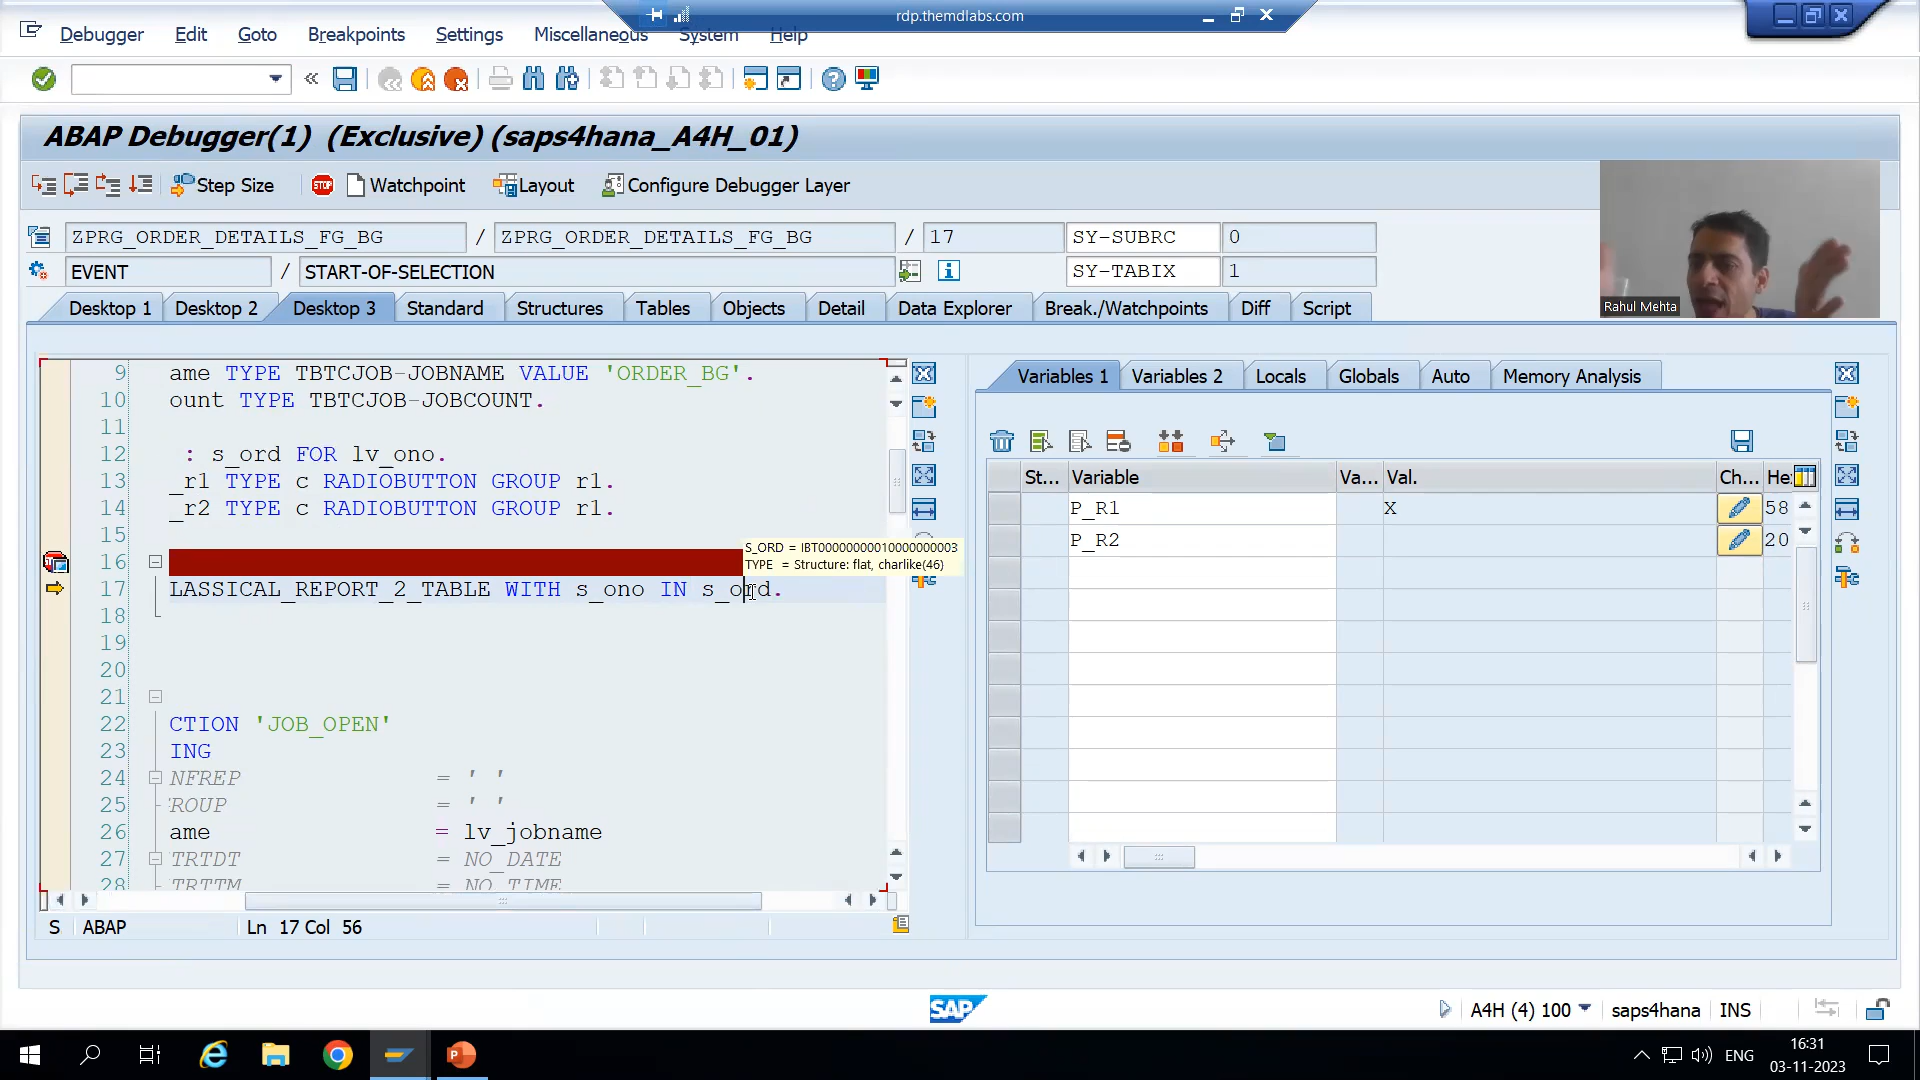 rdp.themdlabs.com
Debugger Edit Goto Breakpoints Settings Miscellaneous System Help
ABAP Debugger(1) (Exclusive) (saps4hana_A4H_01)
Step Size STOP Watchpoint Layout Configure Debugger Layer
ZPRG_ORDER_DETAILS_FG_BG / ZPRG_ORDER_DETAILS_FG_BG / 17 SY-SUBRC 0
EVENT / START-OF-SELECTION SY-TABIX 1
Rahul Mehta
Desktop 1 Desktop 2 Desktop 3 Standard Structures Tables Objects Detail Data Explorer Break./Watchpoints Diff Script
9 ame TYPE TBTCJOB-JOBNAME VALUE 'ORDER_BG'.
10 ount TYPE TBTCJOB-JOBCOUNT.
11
12 : s_ord FOR lv_ono.
13 _r1 TYPE c RADIOBUTTON GROUP r1.
14 _r2 TYPE c RADIOBUTTON GROUP r1.
15
16
S_ORD = IBT00000000010000000003
TYPE = Structure: flat, charlike(46)
17 LASSICAL_REPORT_2_TABLE WITH s_ono IN s_ord.
18
19
20
21
22 CTION 'JOB_OPEN'
23 ING
24 NFREP = ' '
25 ROUP = ' '
26 ame = lv_jobname
27 TRTDT = NO_DATE
28 TRTTM = NO_TIME
S ABAP Ln 17 Col 56
Variables 1 Variables 2 Locals Globals Auto Memory Analysis
St... Variable Va... Val. Ch... He
P_R1 X 58
P_R2 20
SAP
A4H (4) 100 saps4hana INS
ENG
16:31
03-11-2023